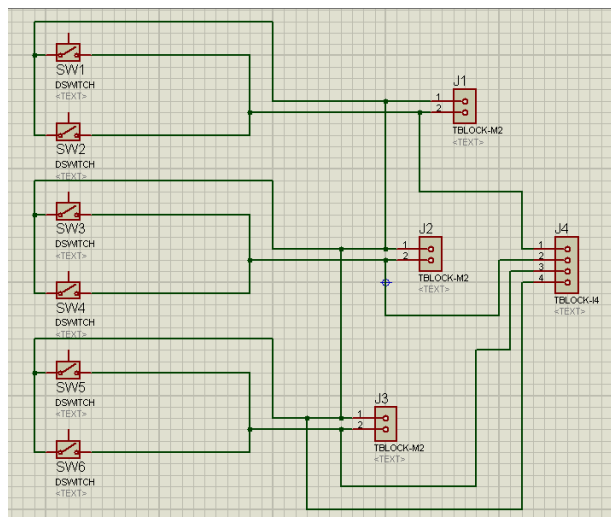 SW1
DSWITCH
<TEXT>
SW2
DSWITCH
<TEXT>
J1
1
2
TBLOCK-M2
<TEXT>
SW3
DSWITCH
<TEXT>
SW4
DSWITCH
<TEXT>
J2
1
2
TBLOCK-M2
<TEXT>
J4
1
2
3
4
TBLOCK-I4
<TEXT>
SW5
DSWITCH
<TEXT>
SW6
DSWITCH
<TEXT>
J3
1
2
TBLOCK-M2
<TEXT>